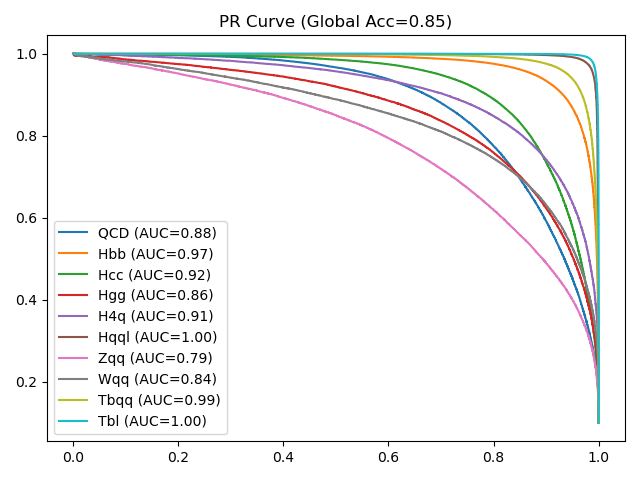 PR Curve (Global Acc=0.85)
1.0
0.8
0.6
0.4
0.2
QCD (AUC=0.88)
Hbb (AUC=0.97)
Hcc (AUC=0.92)
Hgg (AUC=0.86)
H4q (AUC=0.91)
Hqql (AUC=1.00)
Zqq (AUC=0.79)
Wqq (AUC=0.84)
Tbqq (AUC=0.99)
Tbl (AUC=1.00)
0.0 0.2 0.4 0.6 0.8 1.0